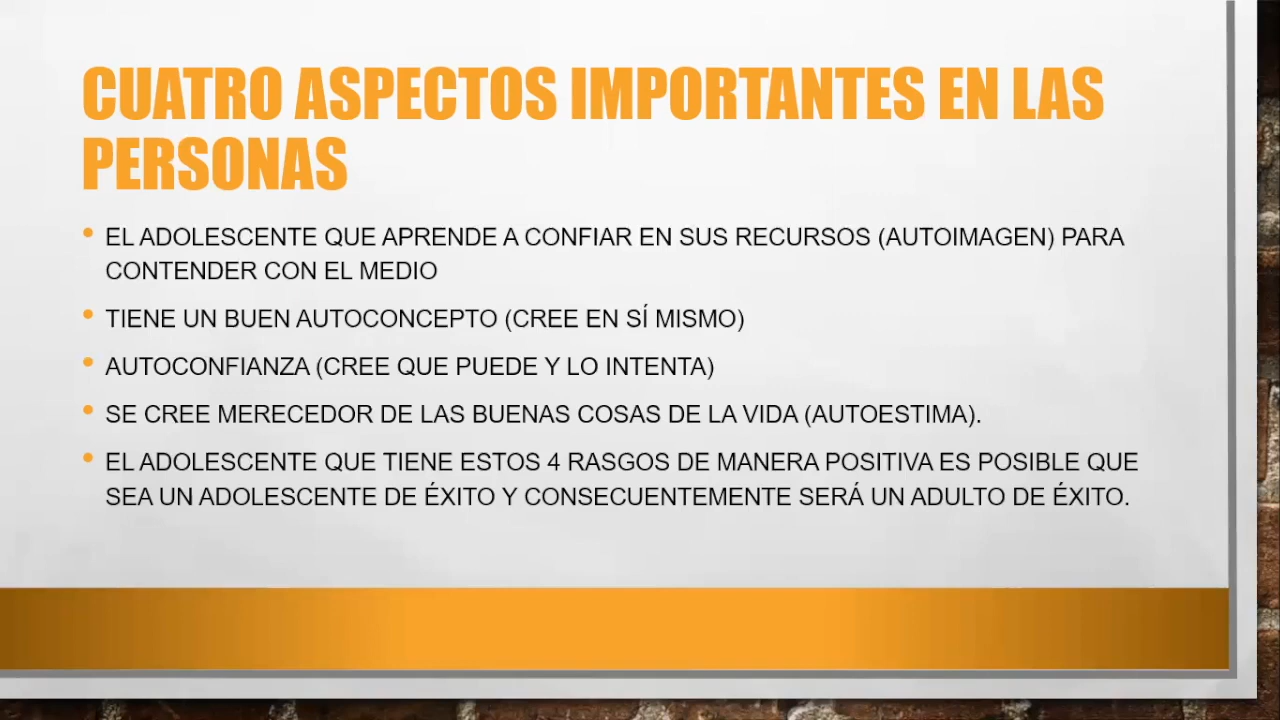 CUATRO ASPECTOS IMPORTANTES EN LAS
PERSONAS
• EL ADOLESCENTE QUE APRENDE A CONFIAR EN SUS RECURSOS (AUTOIMAGEN) PARA
CONTENDER CON EL MEDIO
• TIENE UN BUEN AUTOCONCEPTO (CREE EN SÍ MISMO)
• AUTOCONFIANZA (CREE QUE PUEDE Y LO INTENTA)
• SE CREE MERECEDOR DE LAS BUENAS COSAS DE LA VIDA (AUTOESTIMA).
• EL ADOLESCENTE QUE TIENE ESTOS 4 RASGOS DE MANERA POSITIVA ES POSIBLE QUE
SEA UN ADOLESCENTE DE ÉXITO Y CONSECUENTEMENTE SERÁ UN ADULTO DE ÉXITO.